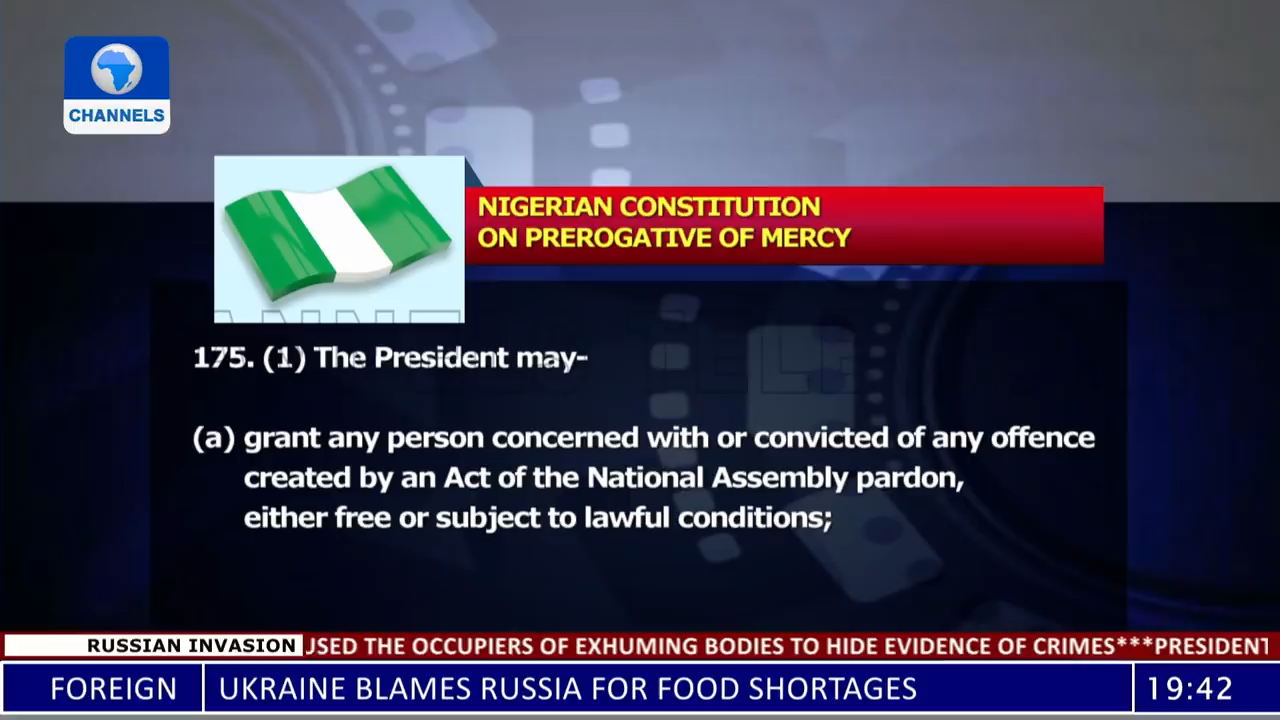 CHANNELS
NIGERIAN CONSTITUTION
ON PREROGATIVE OF MERCY
175. (1) The President may-
(a) grant any person concerned with or convicted of any offence
created by an Act of the National Assembly pardon,
either free or subject to lawful conditions;
RUSSIAN INVASION
USED THE OCCUPIERS OF EXHUMING BODIES TO HIDE EVIDENCE OF CRIMES***PRESIDENT
FOREIGN
UKRAINE BLAMES RUSSIA FOR FOOD SHORTAGES
19:42